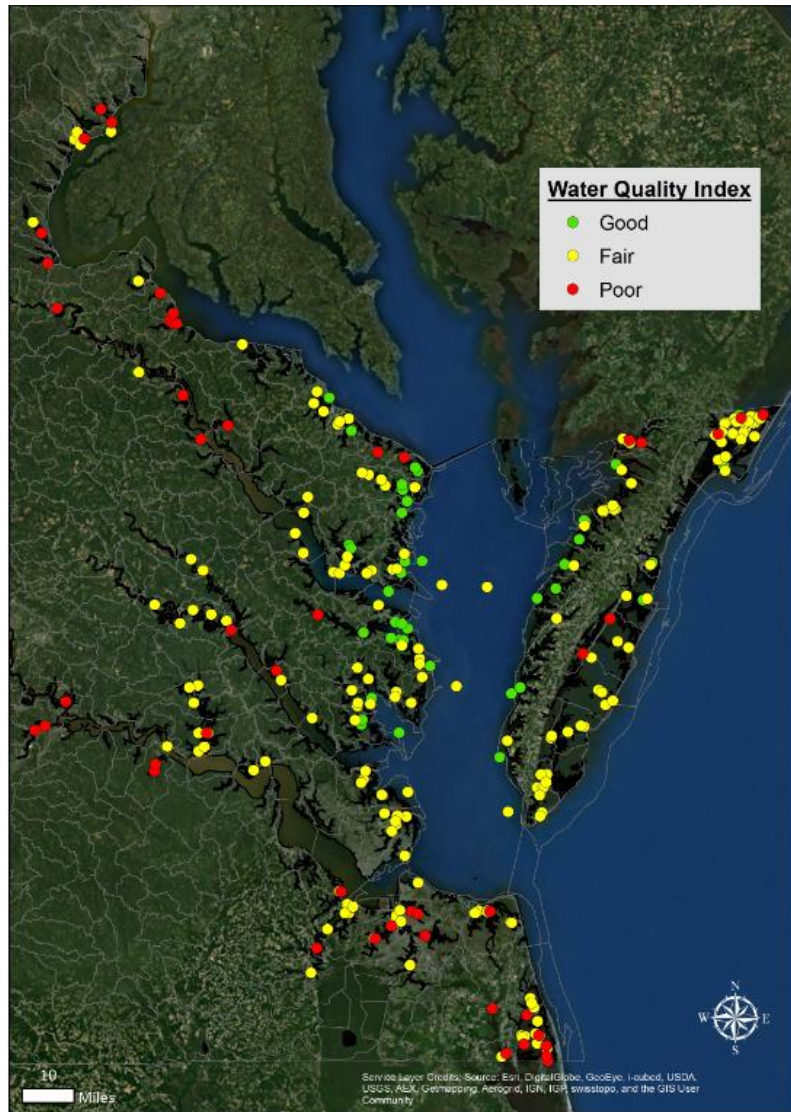 Water Quality Index
Good
Fair
Poor
N
W E
S
10
Miles
Service Layer Credits: Source: Esri, DigitalGlobe, GeoEye, i-cubed, USDA,
USGS, AEX, Getmapping, Aerogrid, IGN, IGP, swisstopo, and the GIS User
Community